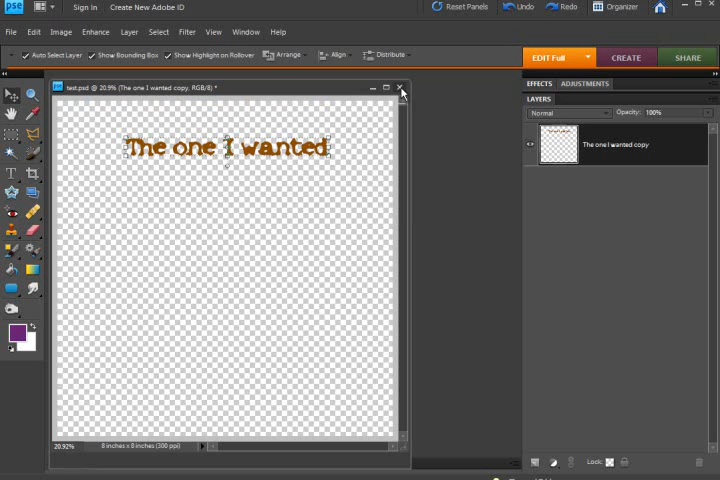 pse Sign In Create New Adobe ID Reset Panels Undo Redo Organizer
File Edit Image Enhance Layer Select Filter View Window Help
Auto Select Layer Show Bounding Box Show Highlight on Rollover Arrange Align Distribute EDIT Full CREATE SHARE
test.psd @ 20.9% (The one I wanted copy, RGB/8) *
EFFECTS ADJUSTMENTS
LAYERS
Normal Opacity: 100%
The one I wanted
The one I wanted copy
T
20.92% 8 inches x 8 inches (300 ppi)
Lock: